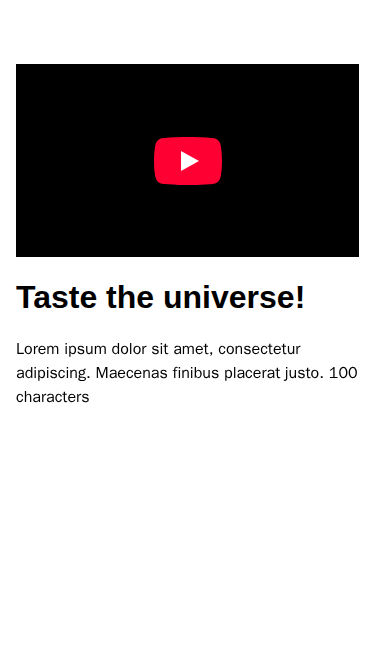 Taste the universe!
Lorem ipsum dolor sit amet, consectetur
adipiscing. Maecenas finibus placerat justo. 100
characters